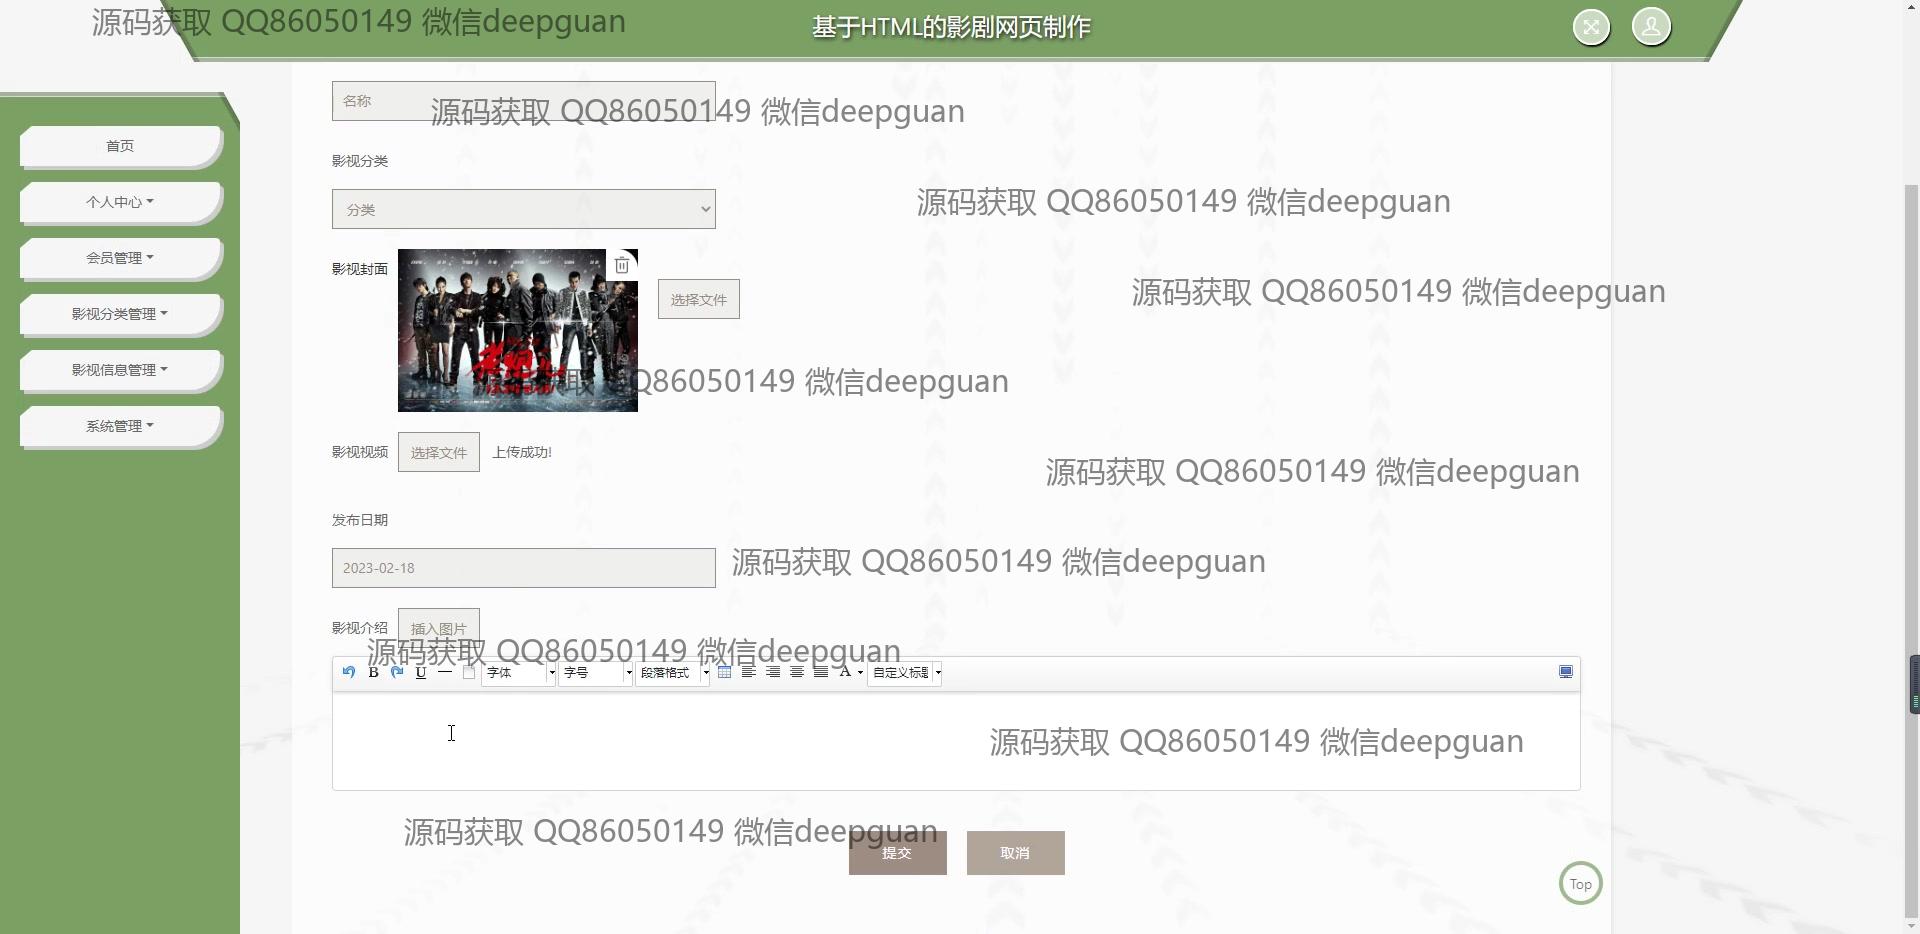 源码获取 QQ86050149 微信deepguan
基于HTML的影剧网页制作
名称
源码获取 QQ86050149 微信deepguan
首页
影视分类
个人中心
分类
源码获取 QQ86050149 微信deepguan
会员管理
影视封面
选择文件
源码获取 QQ86050149 微信deepguan
影视分类管理
影视信息管理
取 Q86050149 微信deepguan
系统管理
影视视频 选择文件 上传成功!
源码获取 QQ86050149 微信deepguan
发布日期
2023-02-18
源码获取 QQ86050149 微信deepguan
影视介绍 插入图片
源码获取 QQ86050149 微信deepguan
B U 字体 字号 段落格式 A 自定义标题
源码获取 QQ86050149 微信deepguan
源码获取 QQ86050149 微信deepguan
提交 取消
Top